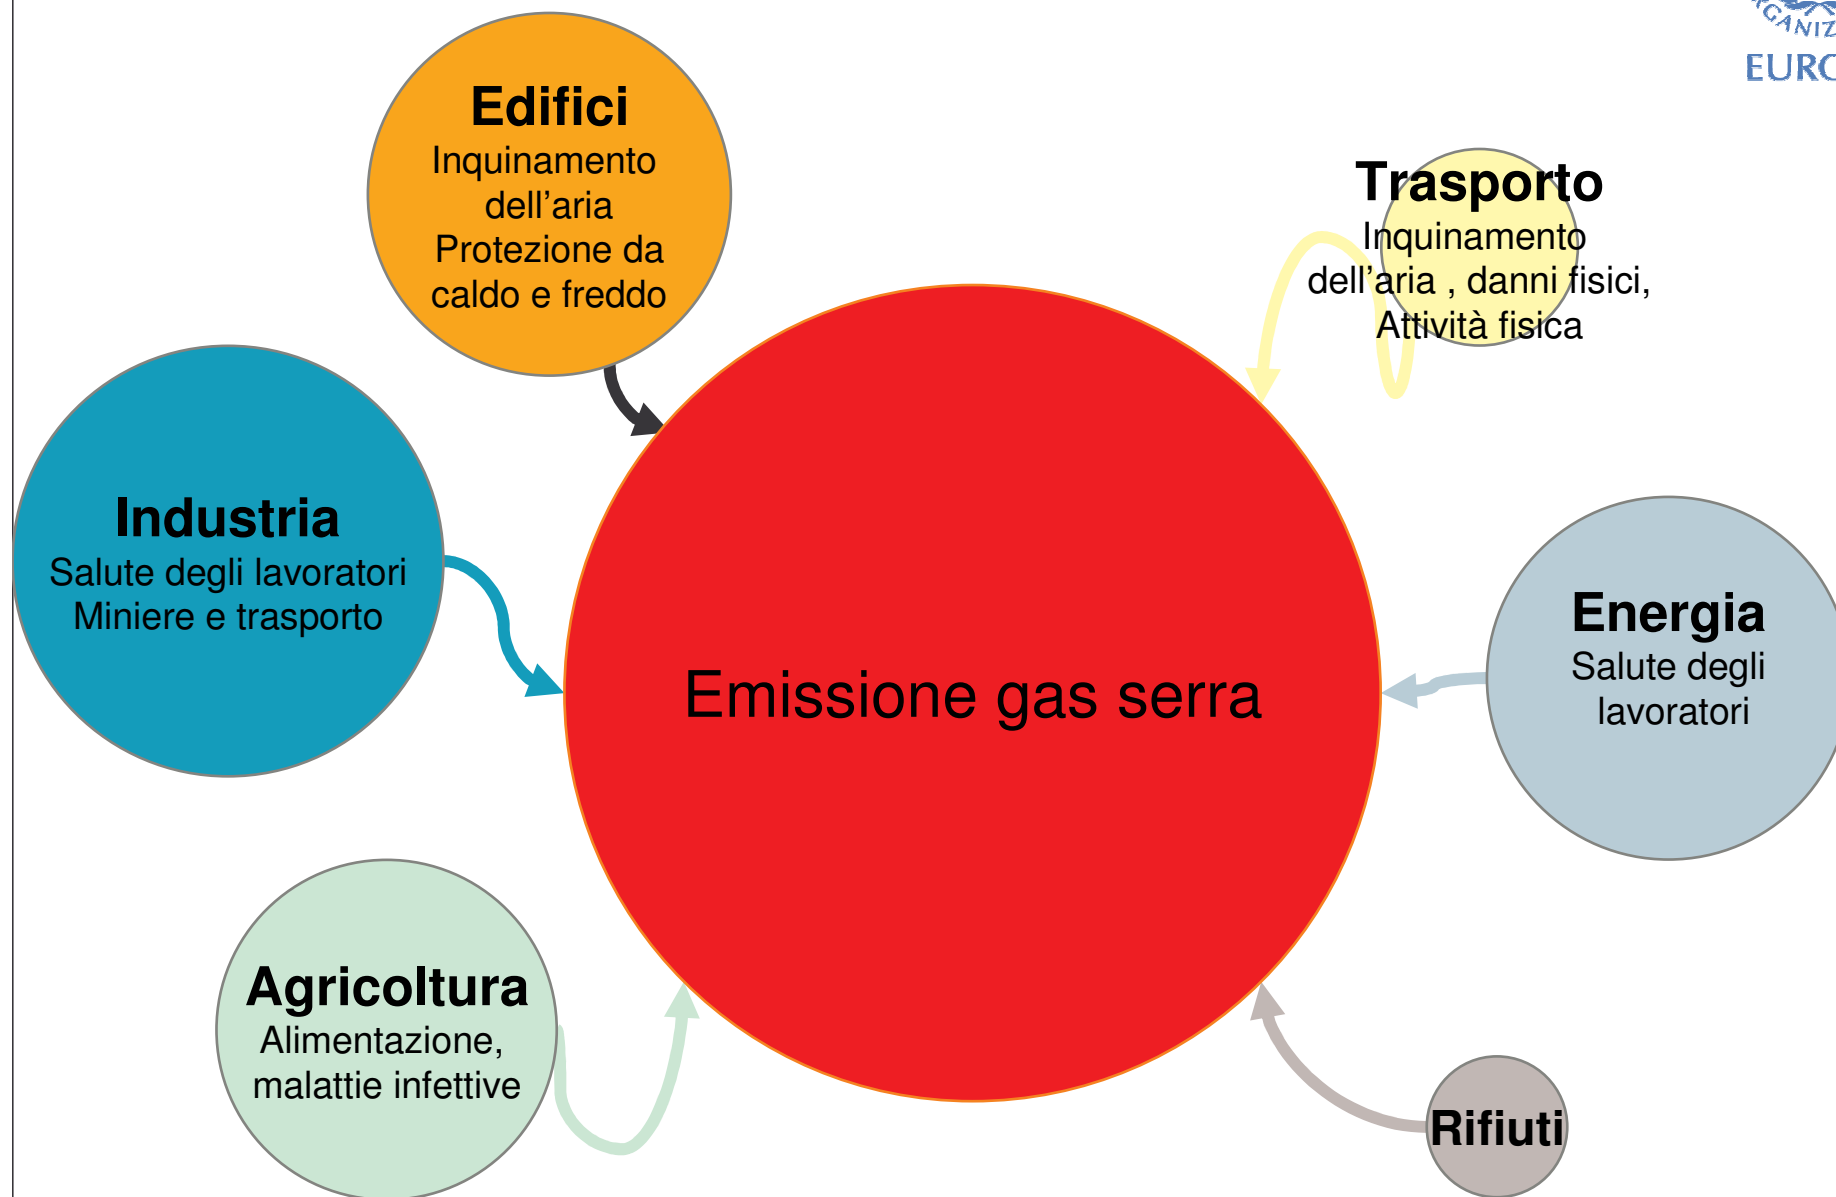 EURO
Edifici
Inquinamento
dell’aria
Protezione da
caldo e freddo
Trasporto
Inquinamento
dell’aria , danni fisici,
Attività fisica
Industria
Salute degli lavoratori
Miniere e trasporto
Emissione gas serra
Energia
Salute degli
lavoratori
Agricoltura
Alimentazione,
malattie infettive
Rifiuti